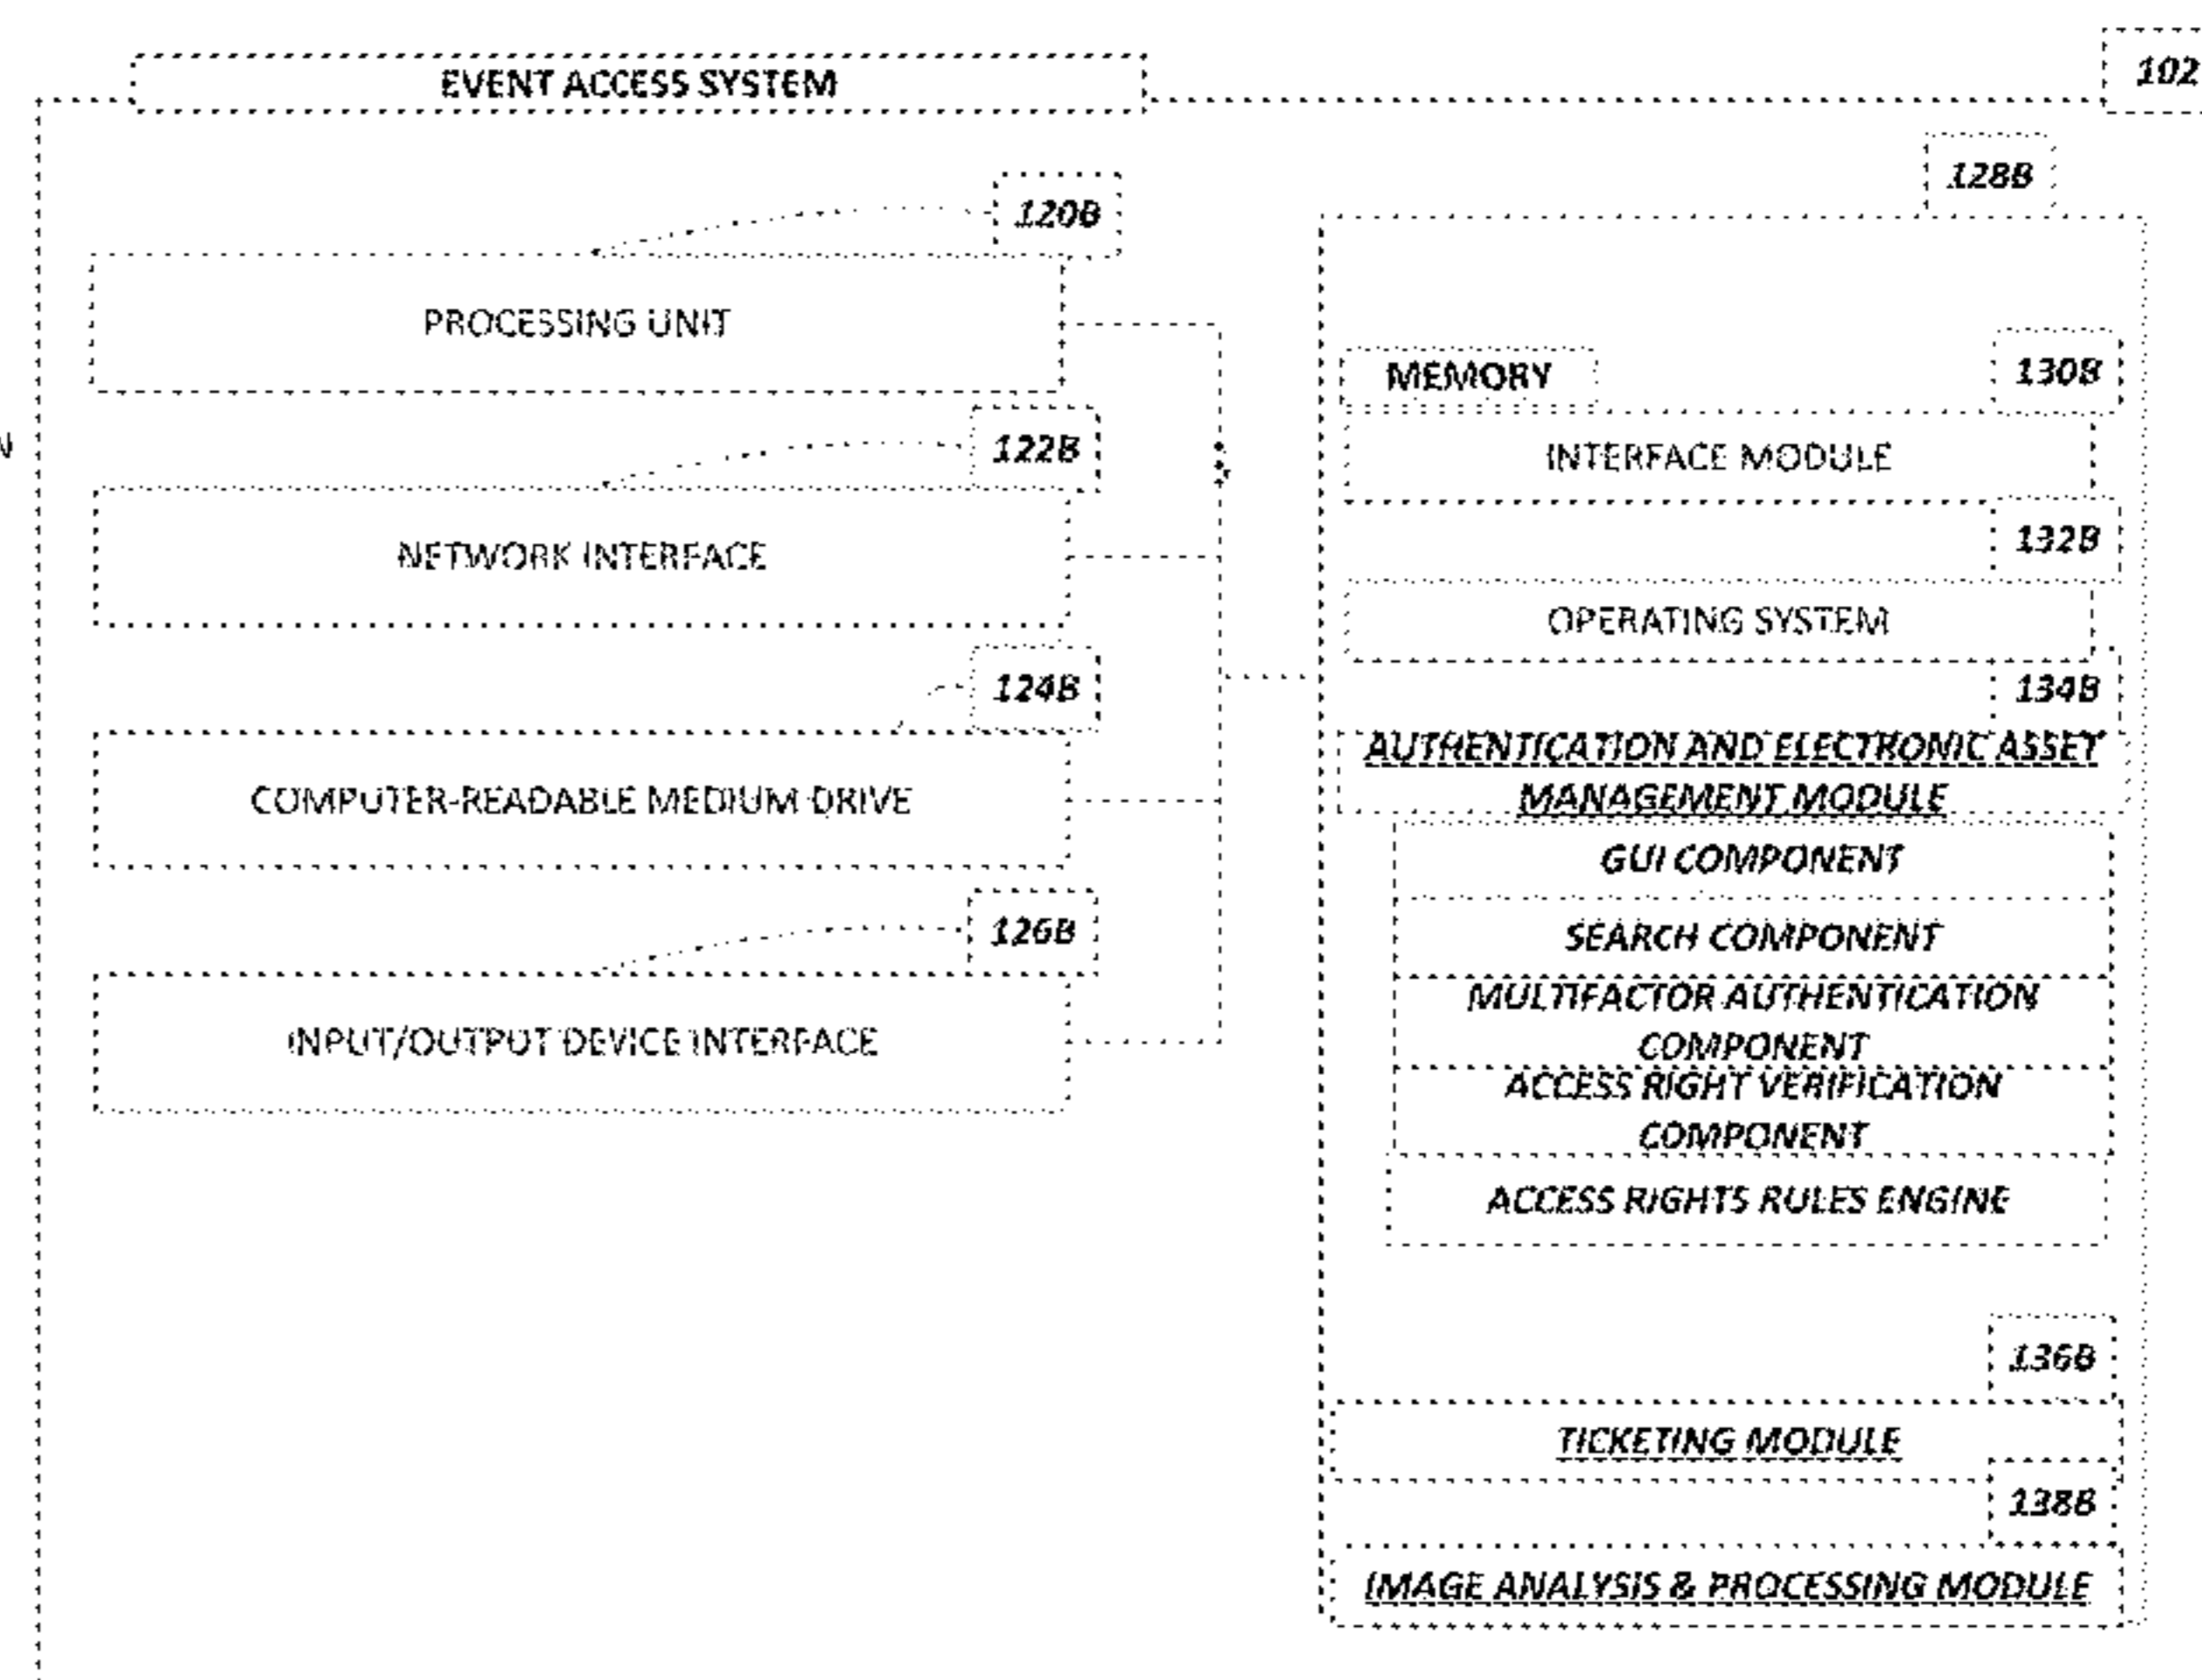 EVENT ACCESS SYSTEM
102
128B
120B
PROCESSING UNIT
MEMORY
130B
122B
INTERFACE MODULE
NETWORK INTERFACE
132B
OPERATING SYSTEM
124B
134B
COMPUTER-READABLE MEDIUM DRIVE
AUTHENTICATION AND ELECTRONIC ASSET
MANAGEMENT MODULE
GUI COMPONENT
126B
SEARCH COMPONENT
INPUT/OUTPUT DEVICE INTERFACE
MULTIFACTOR AUTHENTICATION
COMPONENT
ACCESS RIGHT VERIFICATION
COMPONENT
ACCESS RIGHTS RULES ENGINE
136B
TICKETING MODULE
138B
IMAGE ANALYSIS & PROCESSING MODULE